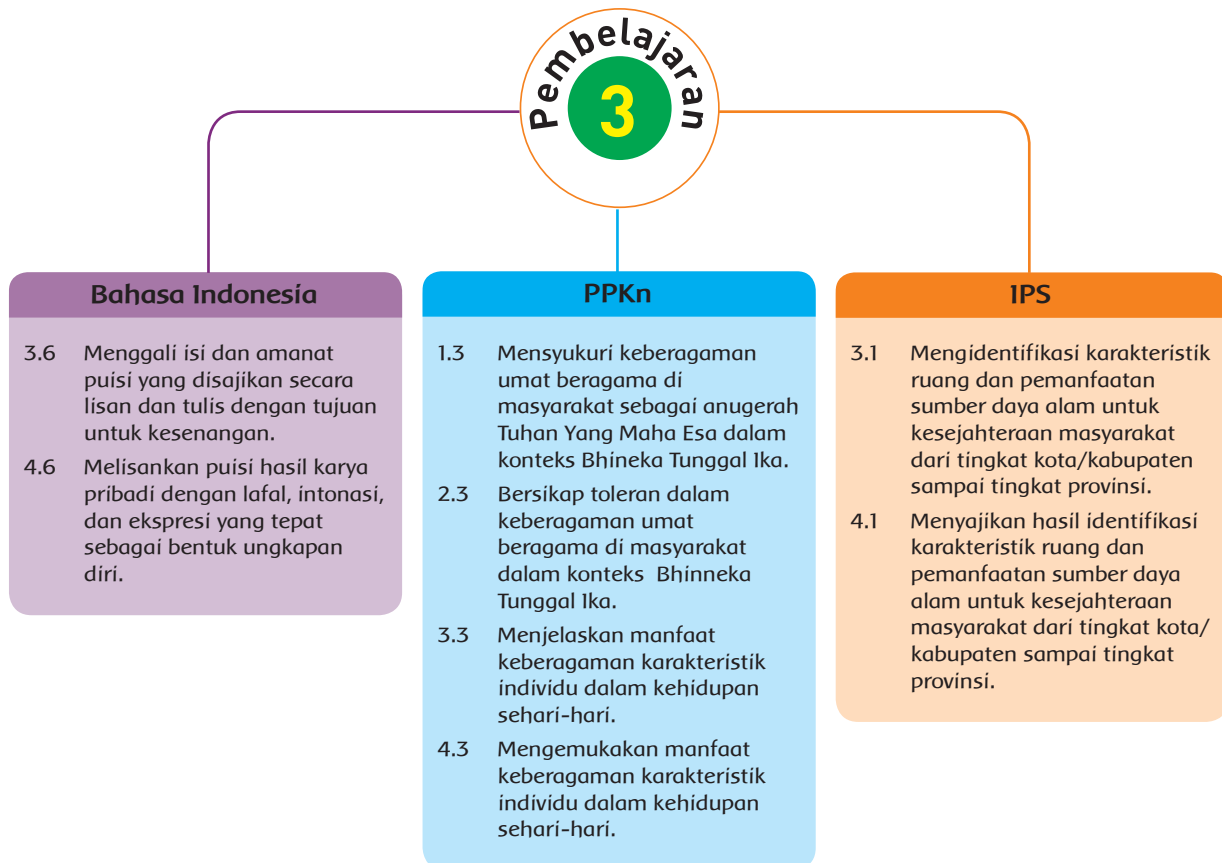 Pembelajaran
3
Bahasa Indonesia
3.6 Menggali isi dan amanat
puisi yang disajikan secara
lisan dan tulis dengan tujuan
untuk kesenangan.
4.6 Melisankan puisi hasil karya
pribadi dengan lafal, intonasi,
dan ekspresi yang tepat
sebagai bentuk ungkapan
diri.
PPKn
1.3 Mensyukuri keberagaman
umat beragama di
masyarakat sebagai anugerah
Tuhan Yang Maha Esa dalam
konteks Bhineka Tunggal Ika.
2.3 Bersikap toleran dalam
keberagaman umat
beragama di masyarakat
dalam konteks Bhinneka
Tunggal Ika.
3.3 Menjelaskan manfaat
keberagaman karakteristik
individu dalam kehidupan
sehari-hari.
4.3 Mengemukakan manfaat
keberagaman karakteristik
individu dalam kehidupan
sehari-hari.
IPS
3.1 Mengidentifikasi karakteristik
ruang dan pemanfaatan
sumber daya alam untuk
kesejahteraan masyarakat
dari tingkat kota/kabupaten
sampai tingkat provinsi.
4.1 Menyajikan hasil identifikasi
karakteristik ruang dan
pemanfaatan sumber daya
alam untuk kesejahteraan
masyarakat dari tingkat kota/
kabupaten sampai tingkat
provinsi.